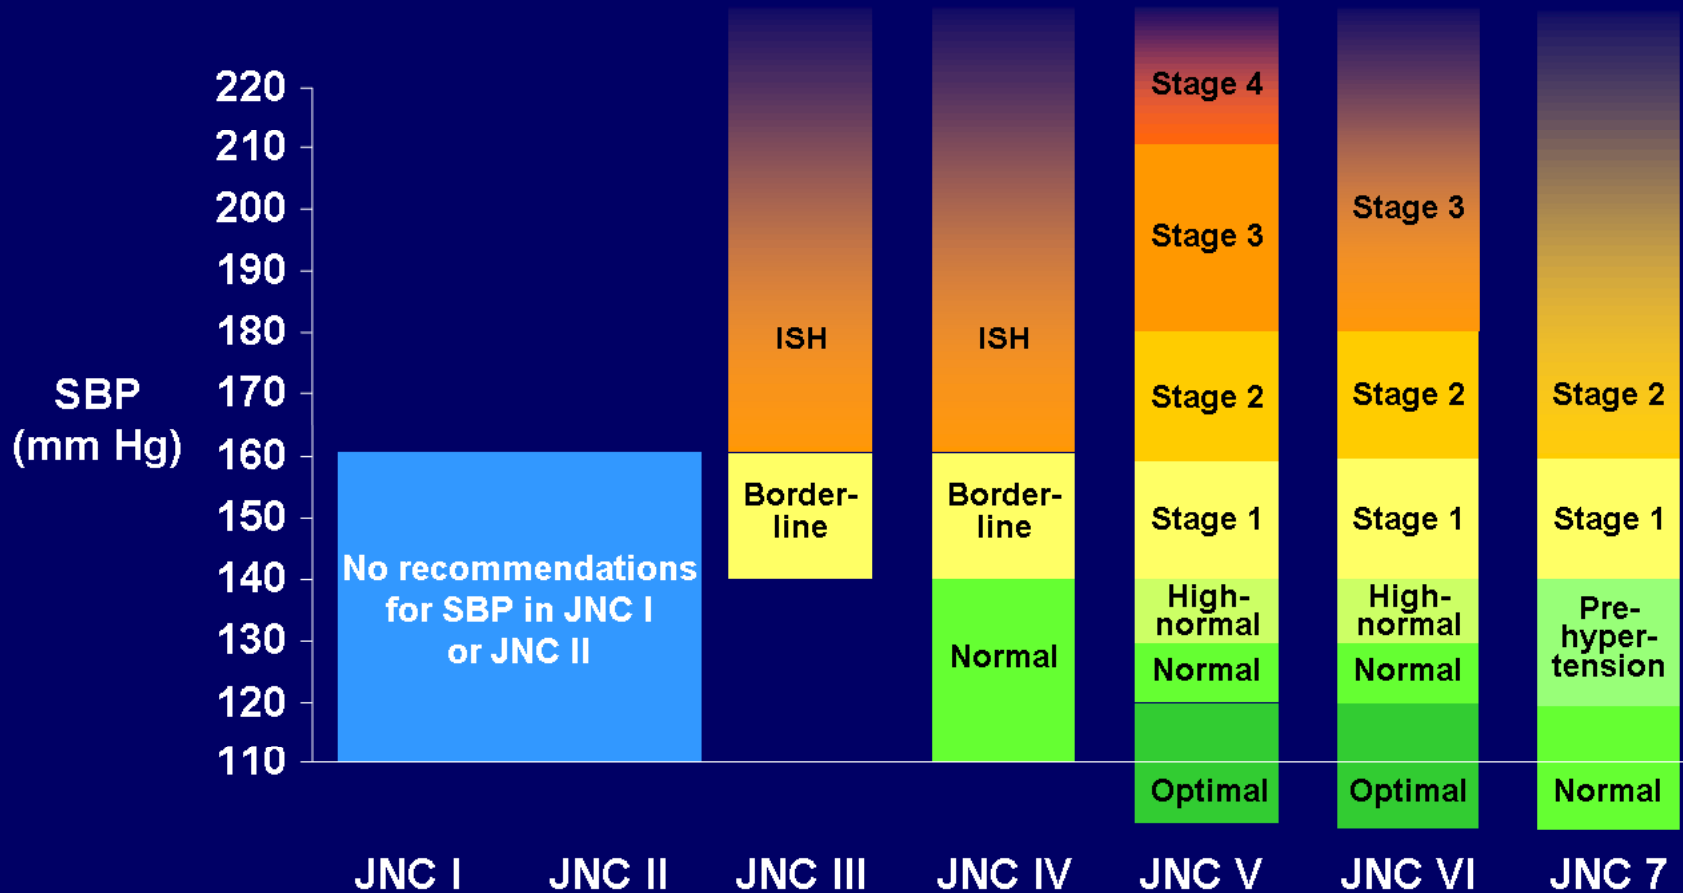 220
210
200
190
180
170
160
150
140
130
120
110
SBP
(mm Hg)
No recommendations
for SBP in JNC I
or JNC II
ISH
Border-
line
ISH
Border-
line
Normal
Stage 4
Stage 3
Stage 2
Stage 1
High-
normal
Normal
Optimal
Stage 3
Stage 2
Stage 1
High-
normal
Normal
Optimal
Stage 2
Stage 1
Pre-
hyper-
tension
Normal
JNC I
JNC II
JNC III
JNC IV
JNC V
JNC VI
JNC 7